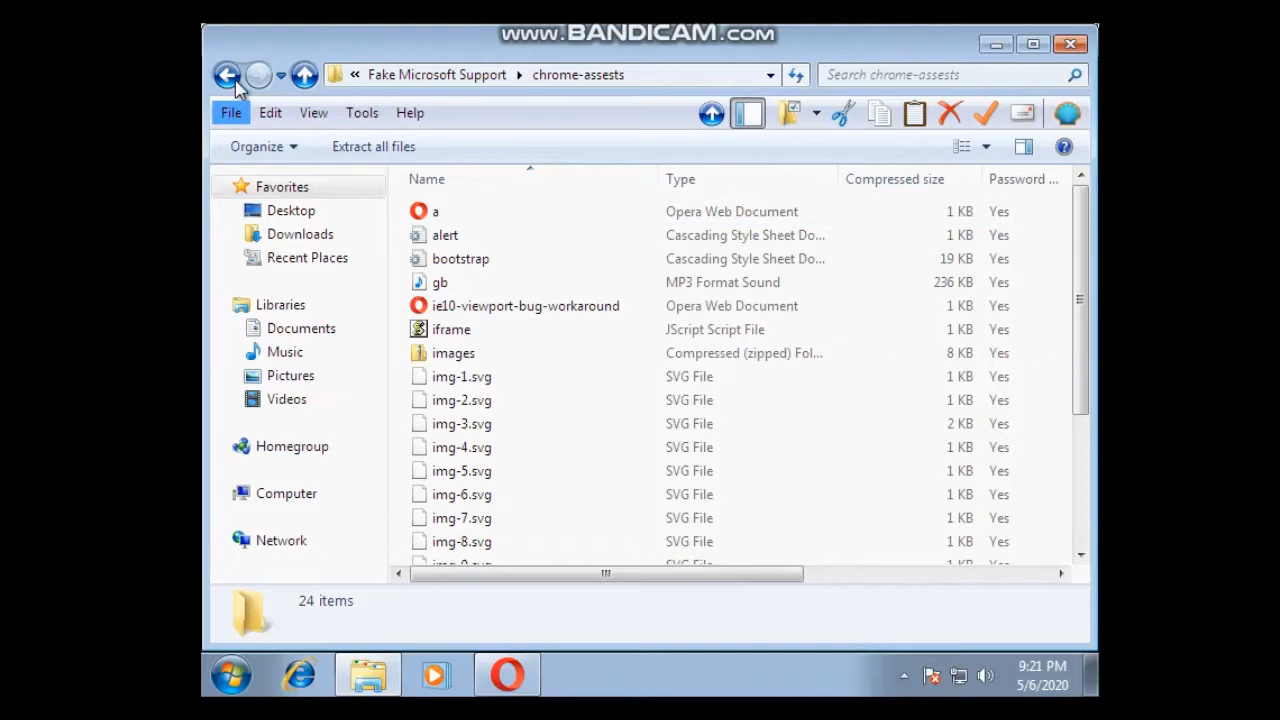 www.BANDICAM.com
« Fake Microsoft Support chrome-assests
Search chrome-assests
File Edit View Tools Help
Organize Extract all files
Name Type Compressed size Password ...
Favorites
Desktop
Downloads
Recent Places
Libraries
Documents
Music
Pictures
Videos
Homegroup
Computer
Network
a Opera Web Document 1 KB Yes
alert Cascading Style Sheet Do... 1 KB Yes
bootstrap Cascading Style Sheet Do... 19 KB Yes
gb MP3 Format Sound 236 KB Yes
ie10-viewport-bug-workaround Opera Web Document 1 KB Yes
iframe JScript Script File 1 KB Yes
images Compressed (zipped) Fol... 8 KB Yes
img-1.svg SVG File 1 KB Yes
img-2.svg SVG File 1 KB Yes
img-3.svg SVG File 2 KB Yes
img-4.svg SVG File 1 KB Yes
img-5.svg SVG File 1 KB Yes
img-6.svg SVG File 1 KB Yes
img-7.svg SVG File 1 KB Yes
img-8.svg SVG File 1 KB Yes
24 items
9:21 PM
5/6/2020